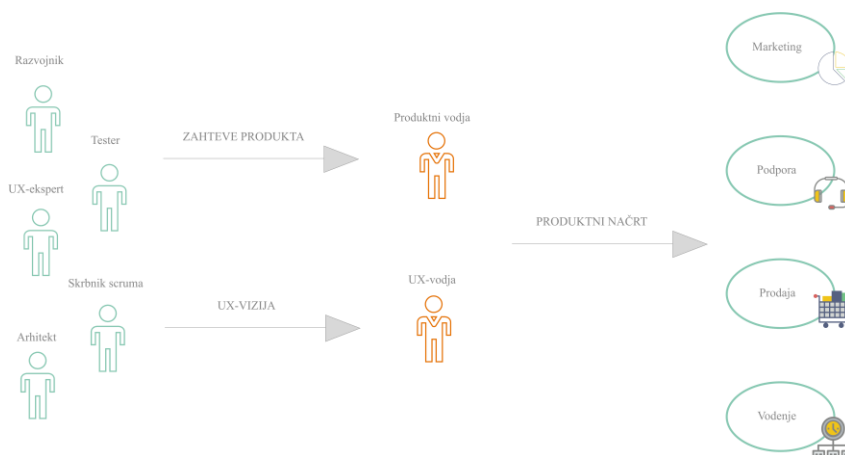 Razvojnik
Tester
UX-ekspert
Skrbnik scruma
Arhitekt
ZAHTEVE PRODUKTA
UX-VIZIJA
Produktni vodja
UX-vodja
PRODUKTNI NAČRT
Marketing
Podpora
Prodaja
Vodenje